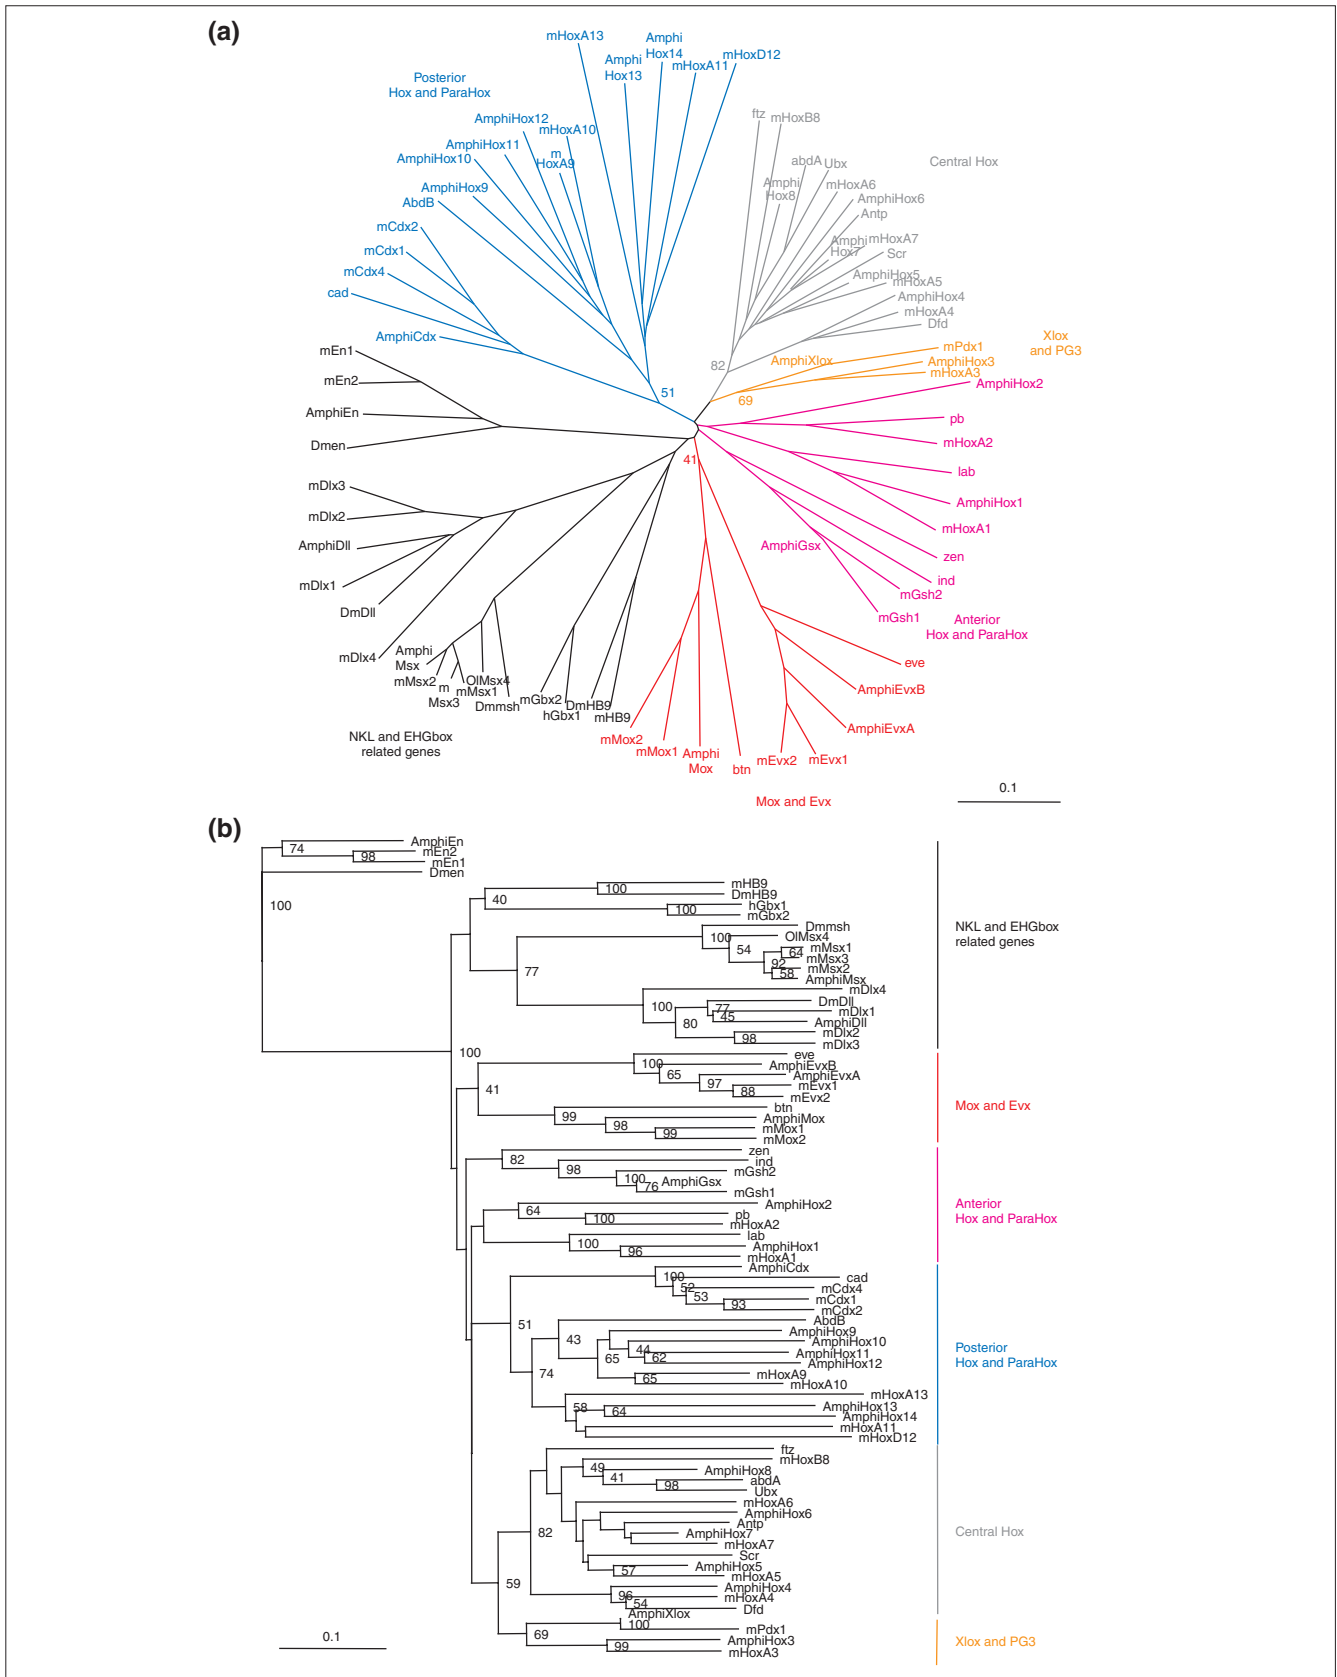 (a)
mHoxA13
Amphi
Hox14
mHoxD12
Amphi
Hox13
mHoxA11
Posterior
Hox and ParaHox
AmphiHox12
mHoxA10
AmphiHox11
m
HoxA9
AmphiHox10
AmphiHox9
AbdB
mCdx2
mCdx1
mCdx4
cad
AmphiCdx
51
ftz
mHoxB8
abdA
Ubx
Central Hox
Amphi
Hox8
mHoxA6
AmphiHox6
Antp
Amphi
Hox7
mHoxA7
Scr
AmphiHox5
mHoxA5
AmphiHox4
mHoxA4
Dfd
82
Xlox
and PG3
mPdx1
AmphiXlox
AmphiHox3
mHoxA3
69
AmphiHox2
pb
mHoxA2
lab
AmphiHox1
mHoxA1
zen
AmphiGsx
ind
mGsh2
mGsh1
Anterior
Hox and ParaHox
mEn1
mEn2
AmphiEn
Dmen
mDlx3
mDlx2
AmphiDll
mDlx1
DmDll
mDlx4
Amphi
Msx
mMsx2
m
Msx3
mMsx1
OlMsx4
Dmmsh
mGbx2
hGbx1
DmHB9
mHB9
NKL and EHGbox
related genes
41
mMox2
mMox1
Amphi
Mox
btn
mEvx2
mEvx1
AmphiEvxA
AmphiEvxB
eve
Mox and Evx
0.1
(b)
AmphiEn
74
mEn2
98
mEn1
Dmen
100
mHB9
100
DmHB9
40
hGbx1
100
mGbx2
Dmmsh
100
OlMsx4
54
mMsx1
64
mMsx3
92
mMsx2
58
AmphiMsx
77
mDlx4
100
DmDll
77
mDlx1
45
AmphiDll
80
mDlx2
98
mDlx3
NKL and EHGbox
related genes
100
eve
100
AmphiEvxB
65
AmphiEvxA
97
mEvx1
88
mEvx2
41
btn
99
AmphiMox
98
mMox1
99
mMox2
Mox and Evx
zen
82
ind
98
mGsh2
100
AmphiGsx
76
mGsh1
AmphiHox2
64
pb
100
mHoxA2
lab
100
AmphiHox1
96
mHoxA1
Anterior
Hox and ParaHox
AmphiCdx
100
cad
52
mCdx4
53
mCdx1
93
mCdx2
51
AbdB
43
AmphiHox9
AmphiHox10
44
AmphiHox11
65
62
AmphiHox12
74
mHoxA9
65
mHoxA10
mHoxA13
58
AmphiHox13
64
AmphiHox14
mHoxA11
mHoxD12
Posterior
Hox and ParaHox
ftz
mHoxB8
49
AmphiHox8
41
abdA
98
Ubx
mHoxA6
AmphiHox6
Antp
82
AmphiHox7
mHoxA7
Scr
AmphiHox5
57
mHoxA5
59
AmphiHox4
96
mHoxA4
54
Dfd
Central Hox
AmphiXlox
100
mPdx1
69
AmphiHox3
99
mHoxA3
Xlox and PG3
0.1